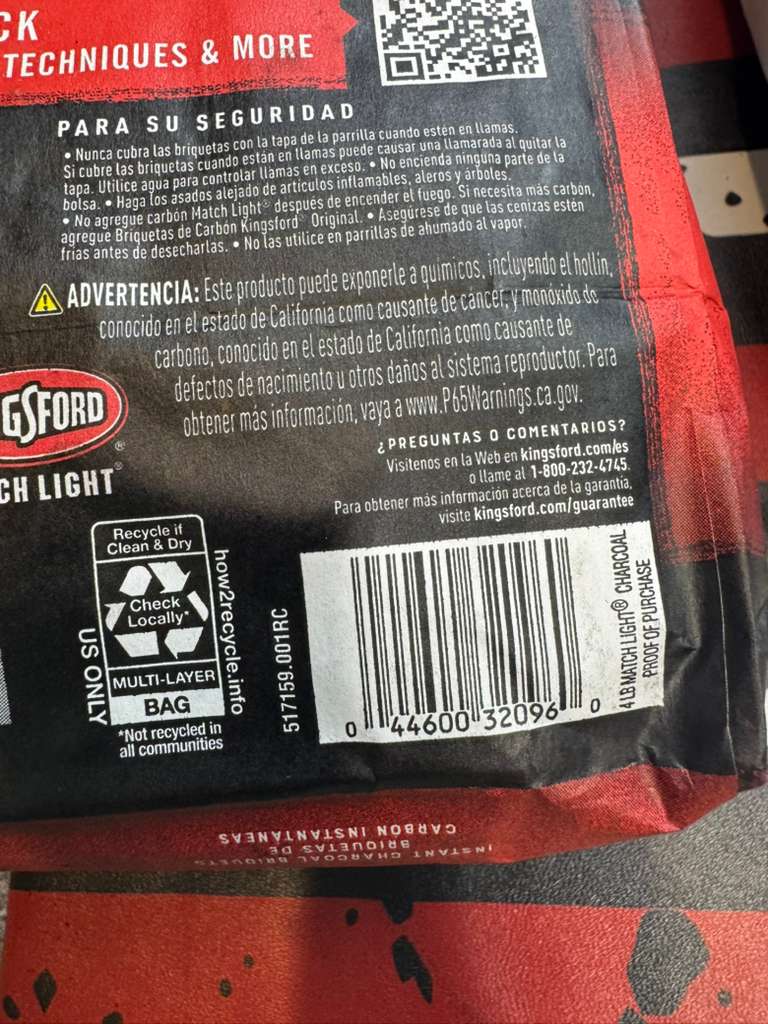 CK
TECHNIQUES & MORE
PARA SU SEGURIDAD
• Nunca cubra las briquetas con la tapa de la parrilla cuando estén en llamas.
Si cubre las briquetas cuando están en llamas puede causar una llamarada al quitar la
tapa. Utilice agua para controlar llamas en exceso. • No encienda ninguna parte de la
bolsa. • Haga los asados alejado de artículos inflamables, aleros y árboles.
• No agregue carbón Match Light® después de encender el fuego. Si necesita más carbón,
agregue Briquetas de Carbón Kingsford® Original. • Asegúrese de que las cenizas estén
frías antes de desecharlas. • No las utilice en parrillas de ahumado al vapor.
ADVERTENCIA: Este producto puede exponerle a químicos, incluyendo el hollín,
conocido en el estado de California como causante de cáncer, y monóxido de
carbono, conocido en el estado de California como causante de
defectos de nacimiento u otros daños al sistema reproductor. Para
obtener más información, vaya a www.P65Warnings.ca.gov.
GSFORD®
CH LIGHT®
¿PREGUNTAS O COMENTARIOS?
Visítenos en la Web en kingsford.com/es
o llame al 1-800-232-4745.
Para obtener más información acerca de la garantía,
visite kingsford.com/guarantee
Recycle if
Clean & Dry
Check
Locally*
MULTI-LAYER
BAG
US ONLY
how2recycle.info
*Not recycled in
all communities
517159.001RC
0 44600 32096 0
4 LB MATCH LIGHT® CHARCOAL
PROOF OF PURCHASE
INSTANT CHARCOAL BRIQUETS
BRIQUETAS DE
CARBÓN INSTANTÁNEAS